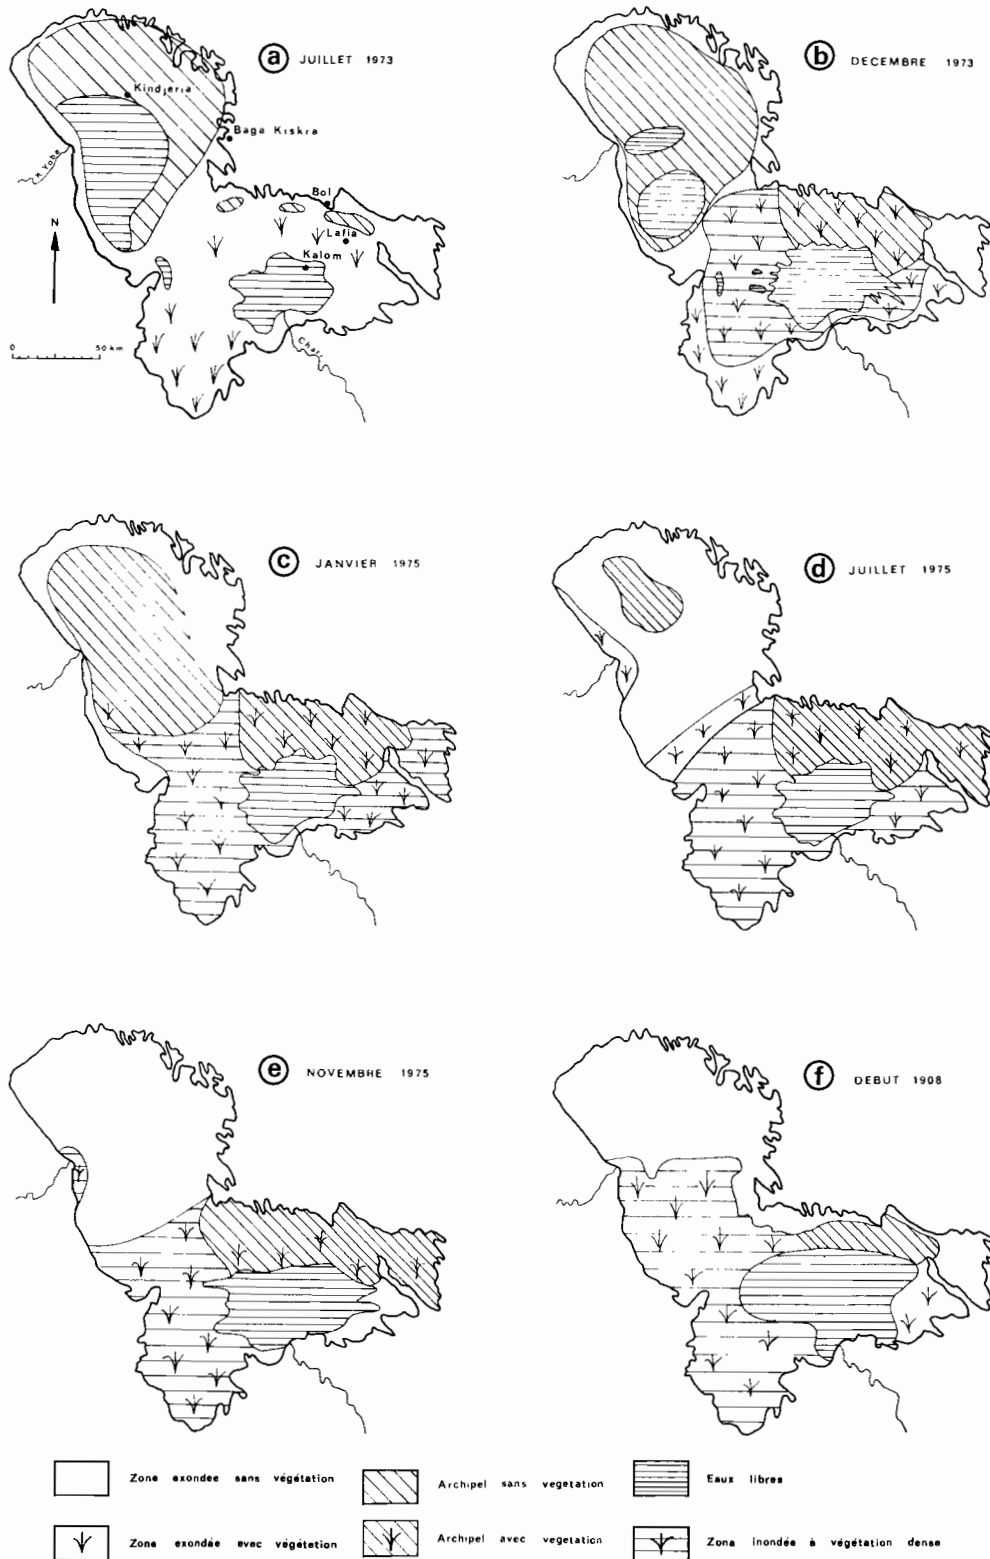 a JUILLET 1973
Kindjeria
Baga Kiskra
Yobe
N
Bol
Lafia
Kalom
0 50 km
Chari
b DECEMBRE 1973
c JANVIER 1975
d JUILLET 1975
e NOVEMBRE 1975
f DEBUT 1908
Zone exondée sans végétation
Archipel sans vegetation
Eaux libres
Zone exondée avec végétation
Archipel avec vegetation
Zone inondée à végétation dense